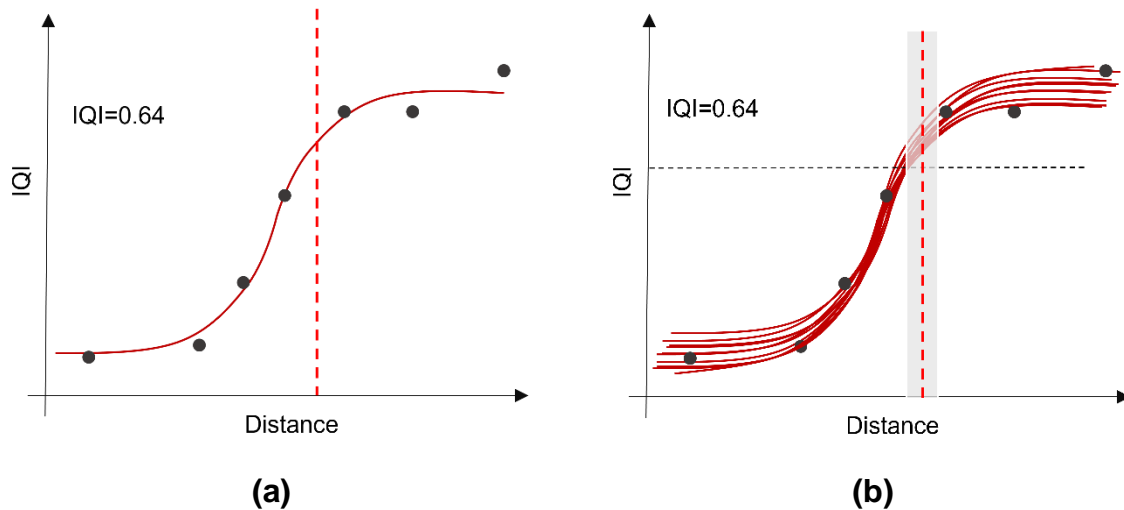 IQI=0.64
IQI
Distance
(a)
IQI=0.64
IQI
Distance
(b)